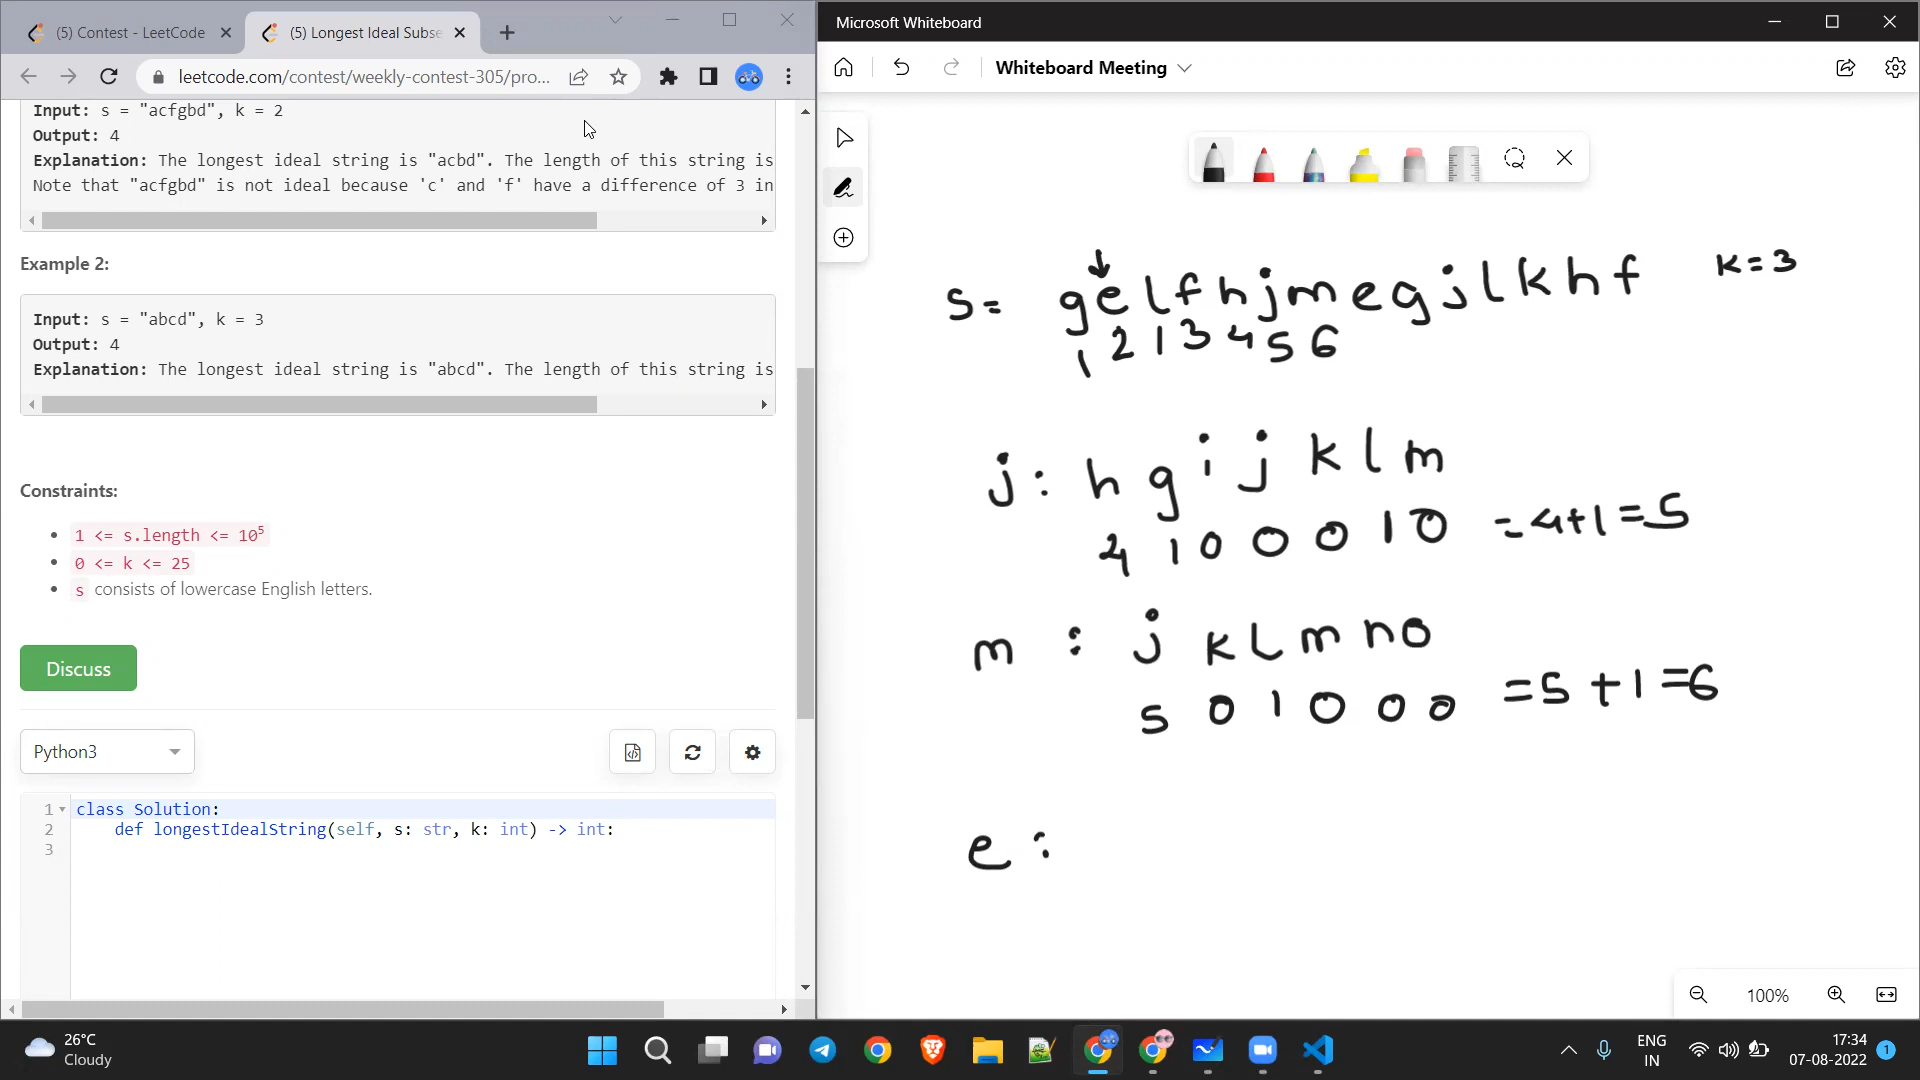 (5) Contest - LeetCode
(5) Longest Ideal Subse
leetcode.com/contest/weekly-contest-305/pro...
Input: s = "acfgbd", k = 2
Output: 4
Explanation: The longest ideal string is "acbd". The length of this string is
Note that "acfgbd" is not ideal because 'c' and 'f' have a difference of 3 in
Example 2:
Input: s = "abcd", k = 3
Output: 4
Explanation: The longest ideal string is "abcd". The length of this string is
Constraints:
1 <= s.length <= 10⁵
0 <= k <= 25
s consists of lowercase English letters.
Discuss
Python3
1 class Solution:
2 def longestIdealString(self, s: str, k: int) -> int:
3
Microsoft Whiteboard
Whiteboard Meeting
s = g e l f h j m e g j l k h f k=3
1 2 1 3 4 5 6
j: h g i j k l m
4 1 0 0 0 1 0 = 4+1=5
m : j k l m n o
5 0 1 0 0 0 =5+1=6
e :
100%
26°C
Cloudy
ENG
IN
17:34
07-08-2022
1